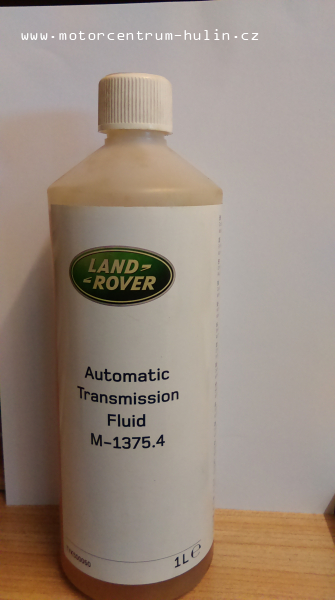 www.motorcentrum-hulin.cz
LAND-
-ROVER
Automatic
Transmission
Fluid
M-1375.4
1L℮